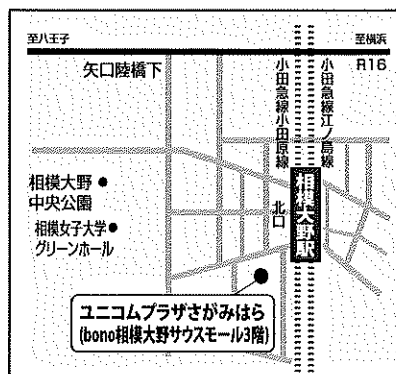 至八王子
至横浜
R16
矢口陸橋下
小田急線小田原線
小田急線江ノ島線
相模大野
中央公園
北口
相模大野駅
相模女子大学
グリーンホール
ユニコムプラザさがみはら
(bono相模大野サウスモール3階)